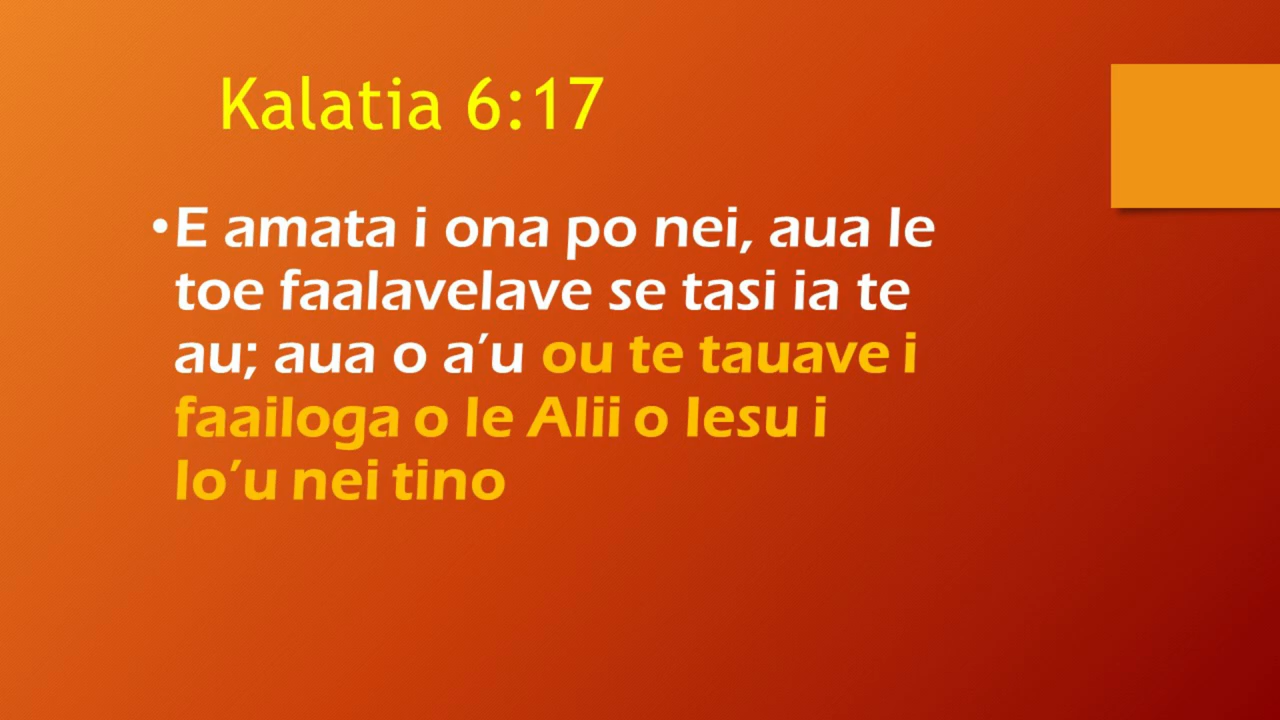 Kalatia 6:17
•E amata i ona po nei, aua le
toe faalavelave se tasi ia te
au; aua o a’u ou te tauave i
faailoga o le Alii o Iesu i
lo’u nei tino